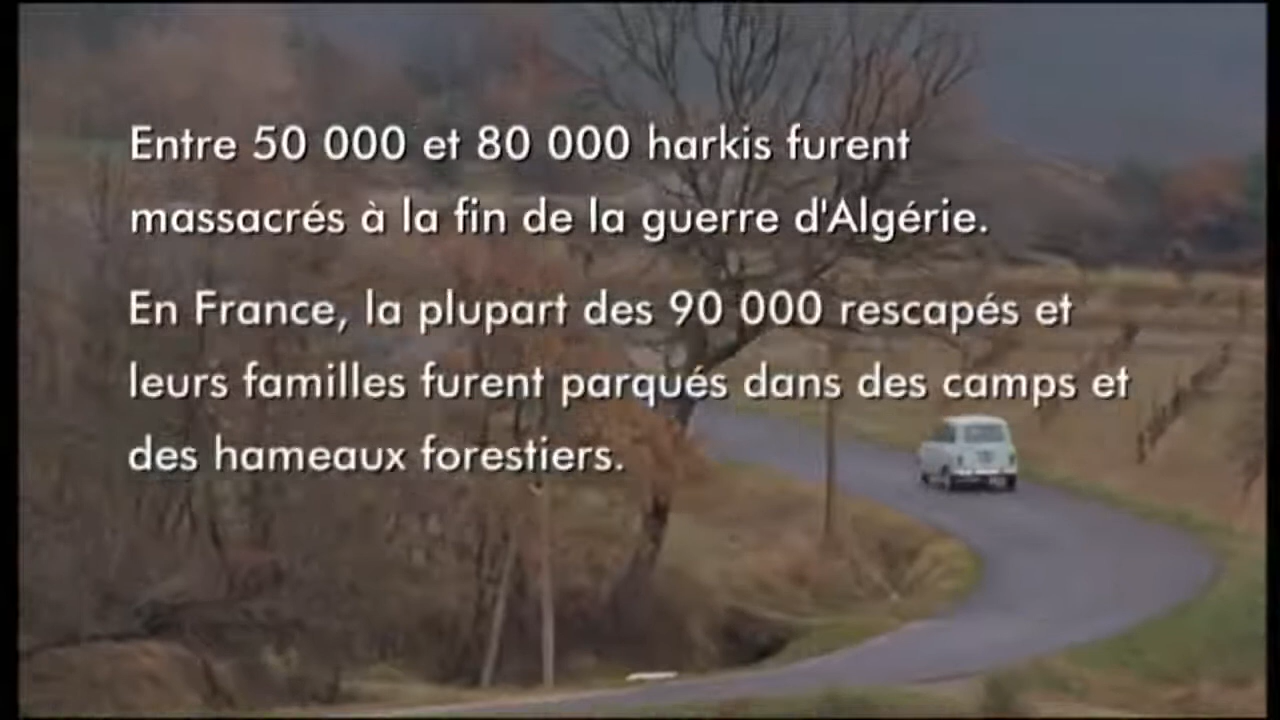 Entre 50 000 et 80 000 harkis furent
massacrés à la fin de la guerre d'Algérie.
En France, la plupart des 90 000 rescapés et
leurs familles furent parqués dans des camps et
des hameaux forestiers.